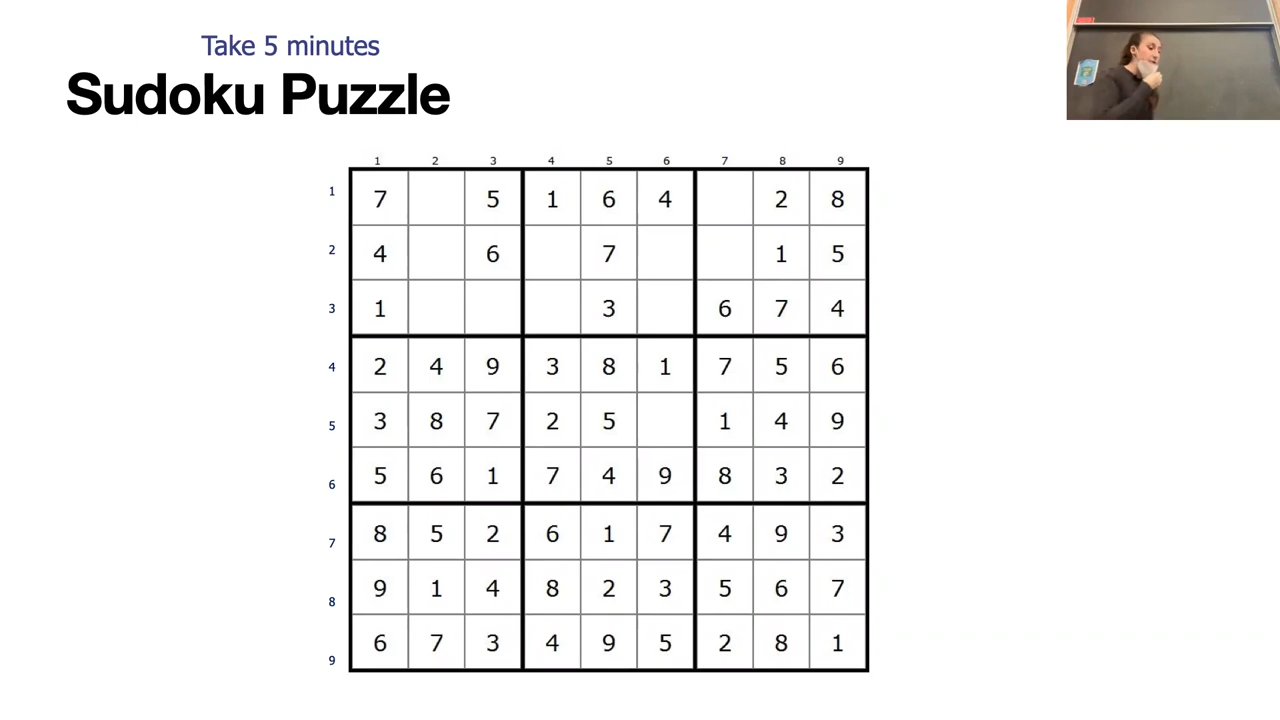 Take 5 minutes
Sudoku Puzzle
1 2 3 4 5 6 7 8 9
1 7 5 1 6 4 2 8
2 4 6 7 1 5
3 1 3 6 7 4
4 2 4 9 3 8 1 7 5 6
5 3 8 7 2 5 1 4 9
6 5 6 1 7 4 9 8 3 2
7 8 5 2 6 1 7 4 9 3
8 9 1 4 8 2 3 5 6 7
9 6 7 3 4 9 5 2 8 1